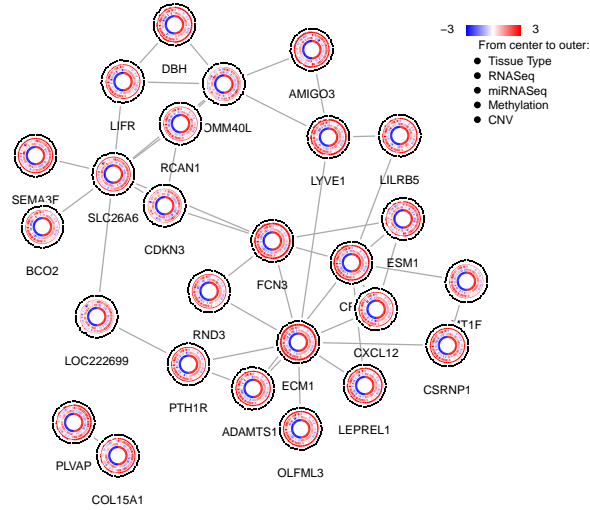 −3
3
From center to outer:
Tissue Type
RNASeq
miRNASeq
Methylation
CNV
DBH
AMIGO3
LIFR
OMM40L
RCAN1
LYVE1
LILRB5
SEMA3F
SLC26A6
CDKN3
BCO2
ESM1
FCN3
RND3
CXCL12
LOC222699
CSRNP1
ECM1
PTH1R
ADAMTS1
LEPREL1
PLVAP
OLFML3
COL15A1